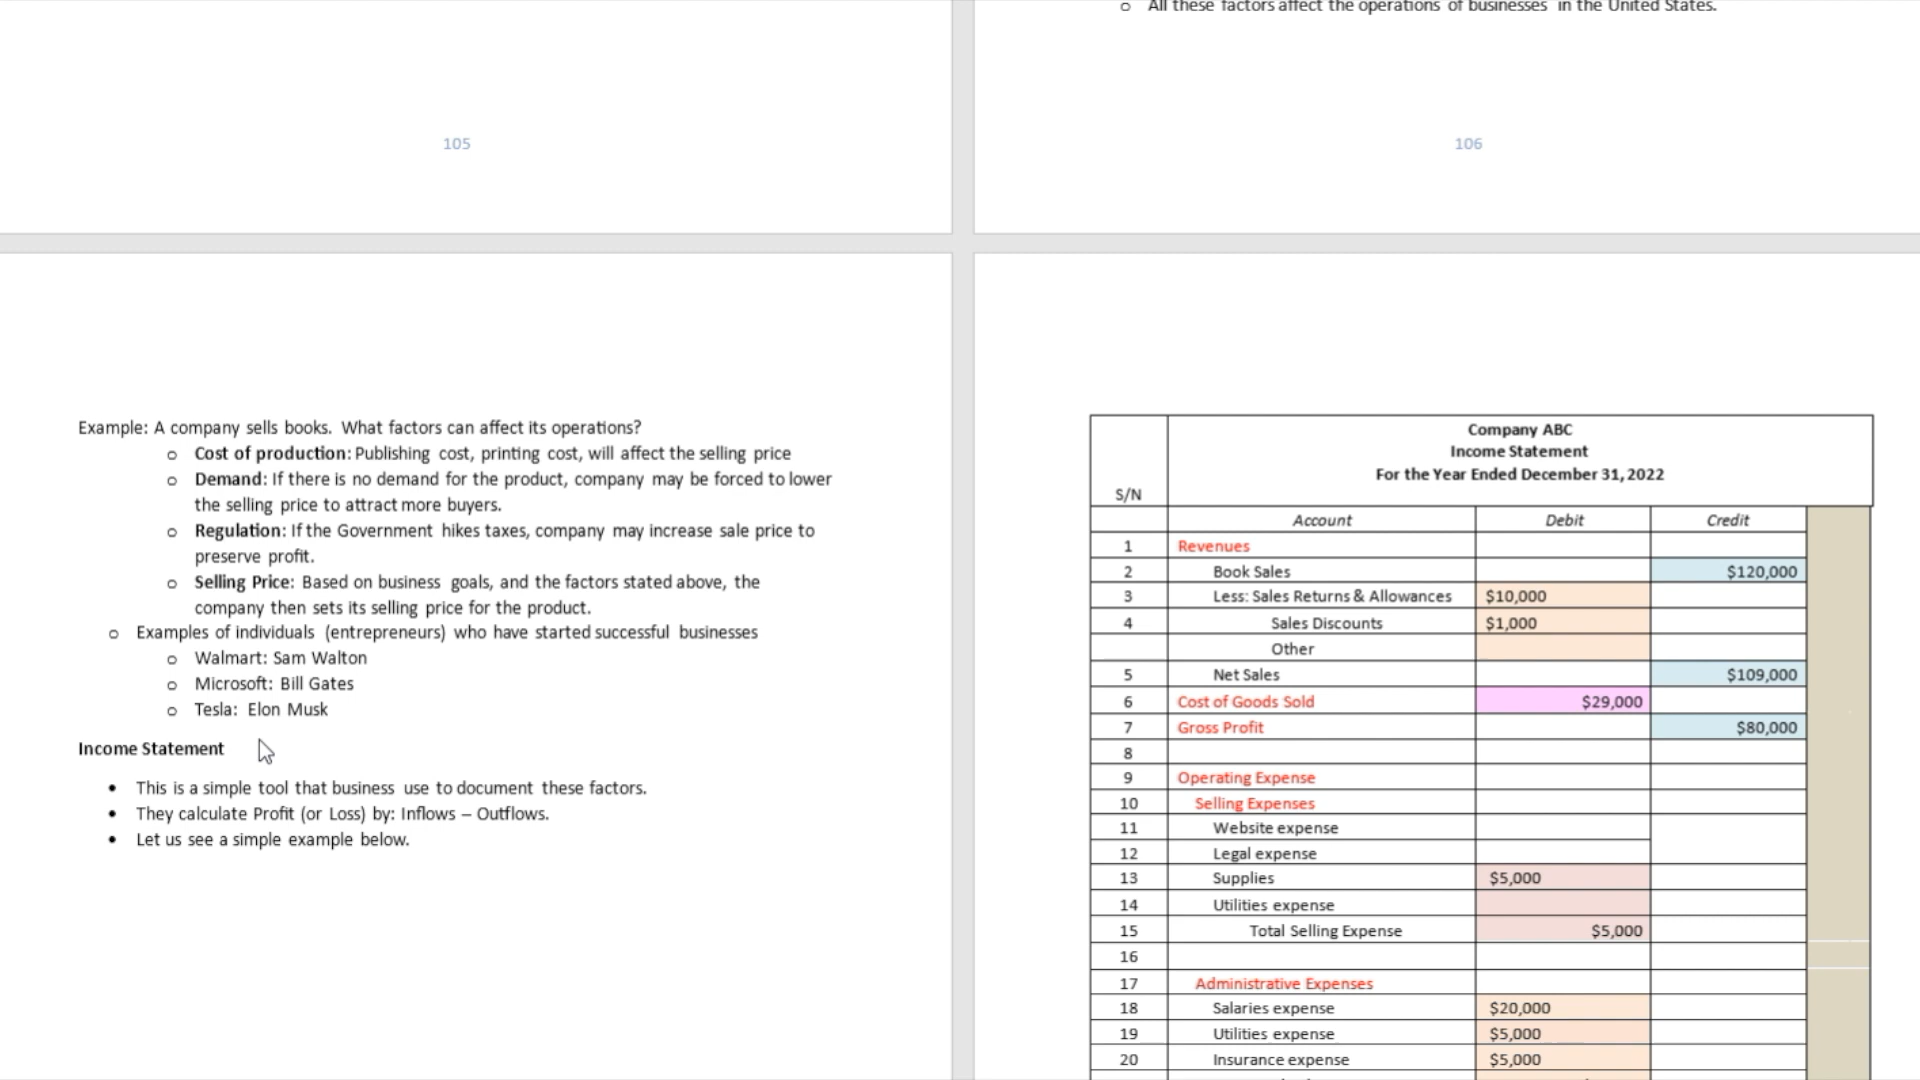 o All these factors affect the operations of businesses in the United States.
105
106
Example: A company sells books. What factors can affect its operations?
o Cost of production: Publishing cost, printing cost, will affect the selling price
o Demand: If there is no demand for the product, company may be forced to lower
the selling price to attract more buyers.
o Regulation: If the Government hikes taxes, company may increase sale price to
preserve profit.
o Selling Price: Based on business goals, and the factors stated above, the
company then sets its selling price for the product.
o Examples of individuals (entrepreneurs) who have started successful businesses
o Walmart: Sam Walton
o Microsoft: Bill Gates
o Tesla: Elon Musk
Income Statement
• This is a simple tool that business use to document these factors.
• They calculate Profit (or Loss) by: Inflows – Outflows.
• Let us see a simple example below.
Company ABC
Income Statement
For the Year Ended December 31, 2022
S/N
Account Debit Credit
1 Revenues
2 Book Sales $120,000
3 Less: Sales Returns & Allowances $10,000
4 Sales Discounts $1,000
Other
5 Net Sales $109,000
6 Cost of Goods Sold $29,000
7 Gross Profit $80,000
8
9 Operating Expense
10 Selling Expenses
11 Website expense
12 Legal expense
13 Supplies $5,000
14 Utilities expense
15 Total Selling Expense $5,000
16
17 Administrative Expenses
18 Salaries expense $20,000
19 Utilities expense $5,000
20 Insurance expense $5,000